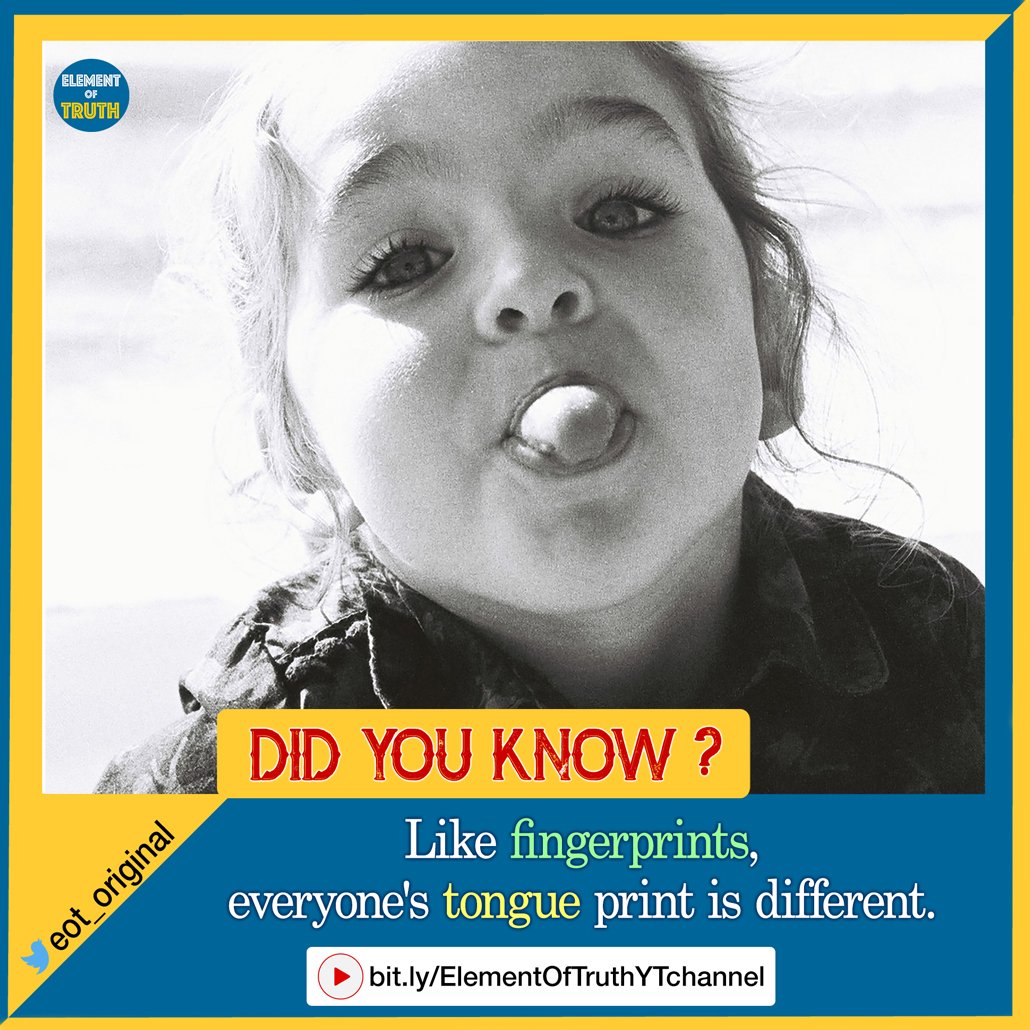 ELEMENT
OF
TRUTH
DID YOU KNOW ?
Like fingerprints,
everyone's tongue print is different.
eot_original
bit.ly/ElementOfTruthYTchannel